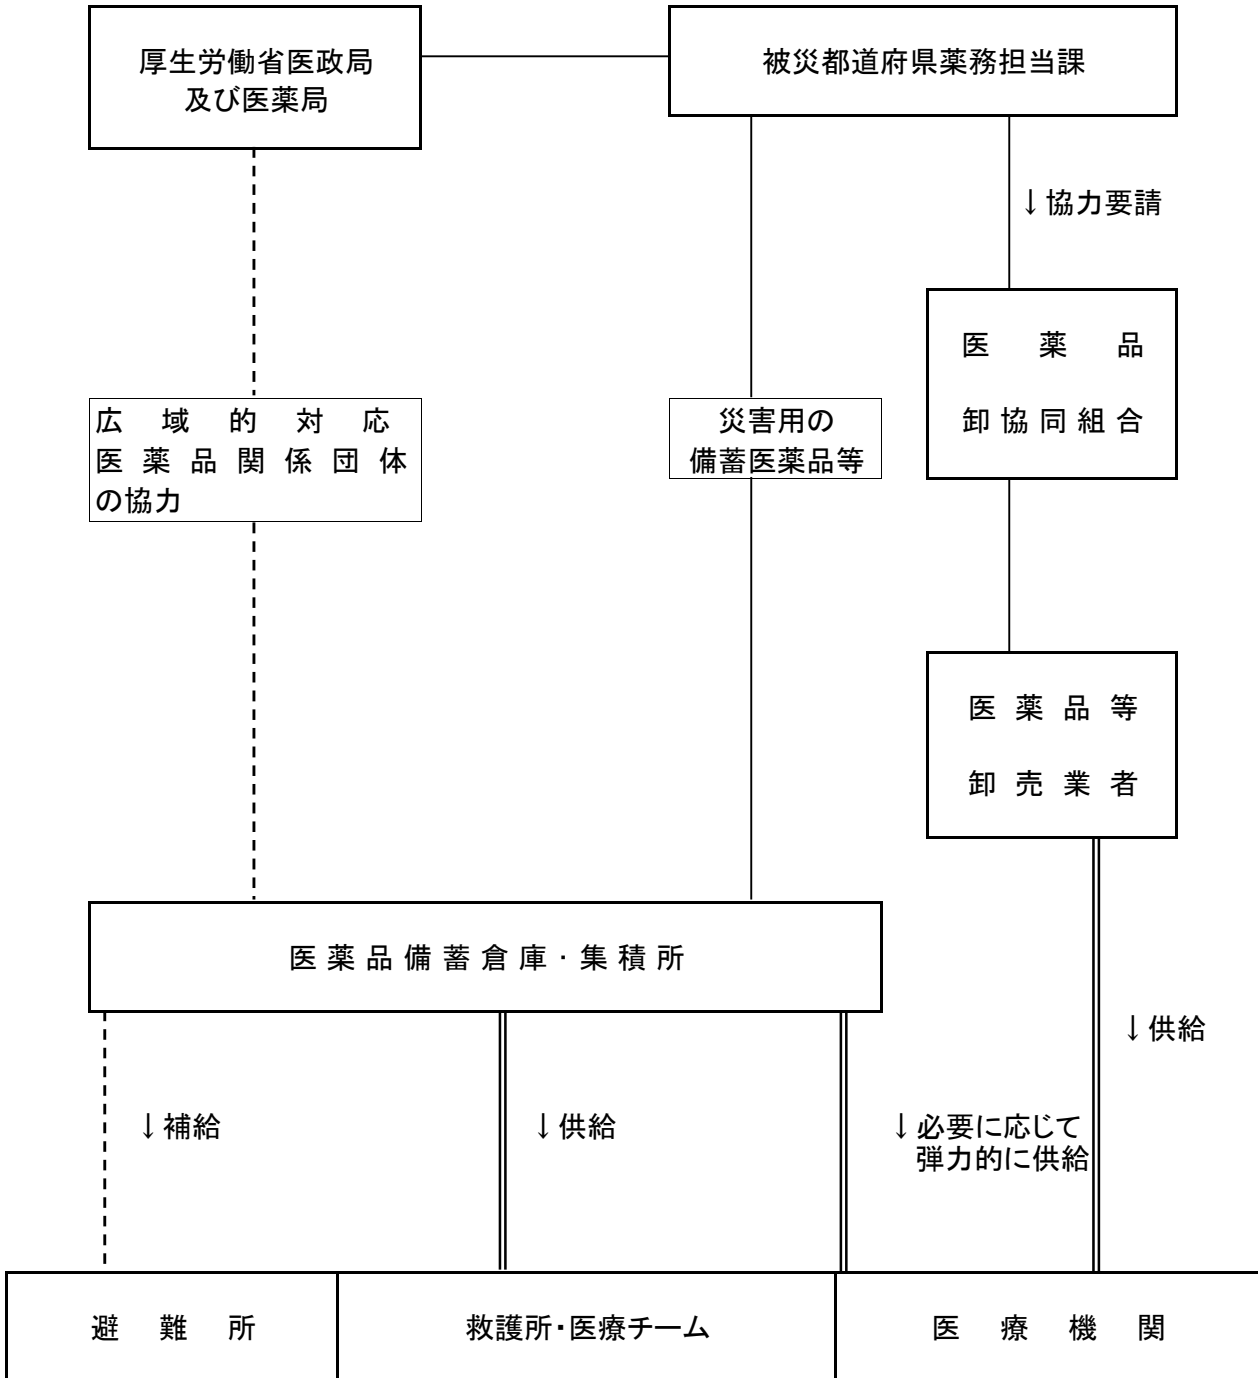 厚生労働省医政局
及び医薬局
被災都道府県薬務担当課
↓協力要請
医薬品
卸協同組合
広域的対応
医薬品関係団体
の協力
災害用の
備蓄医薬品等
医薬品等
卸売業者
医薬品備蓄倉庫・集積所
↓供給
↓補給
↓供給
↓必要に応じて
弾力的に供給
避難所
救護所・医療チーム
医療機関